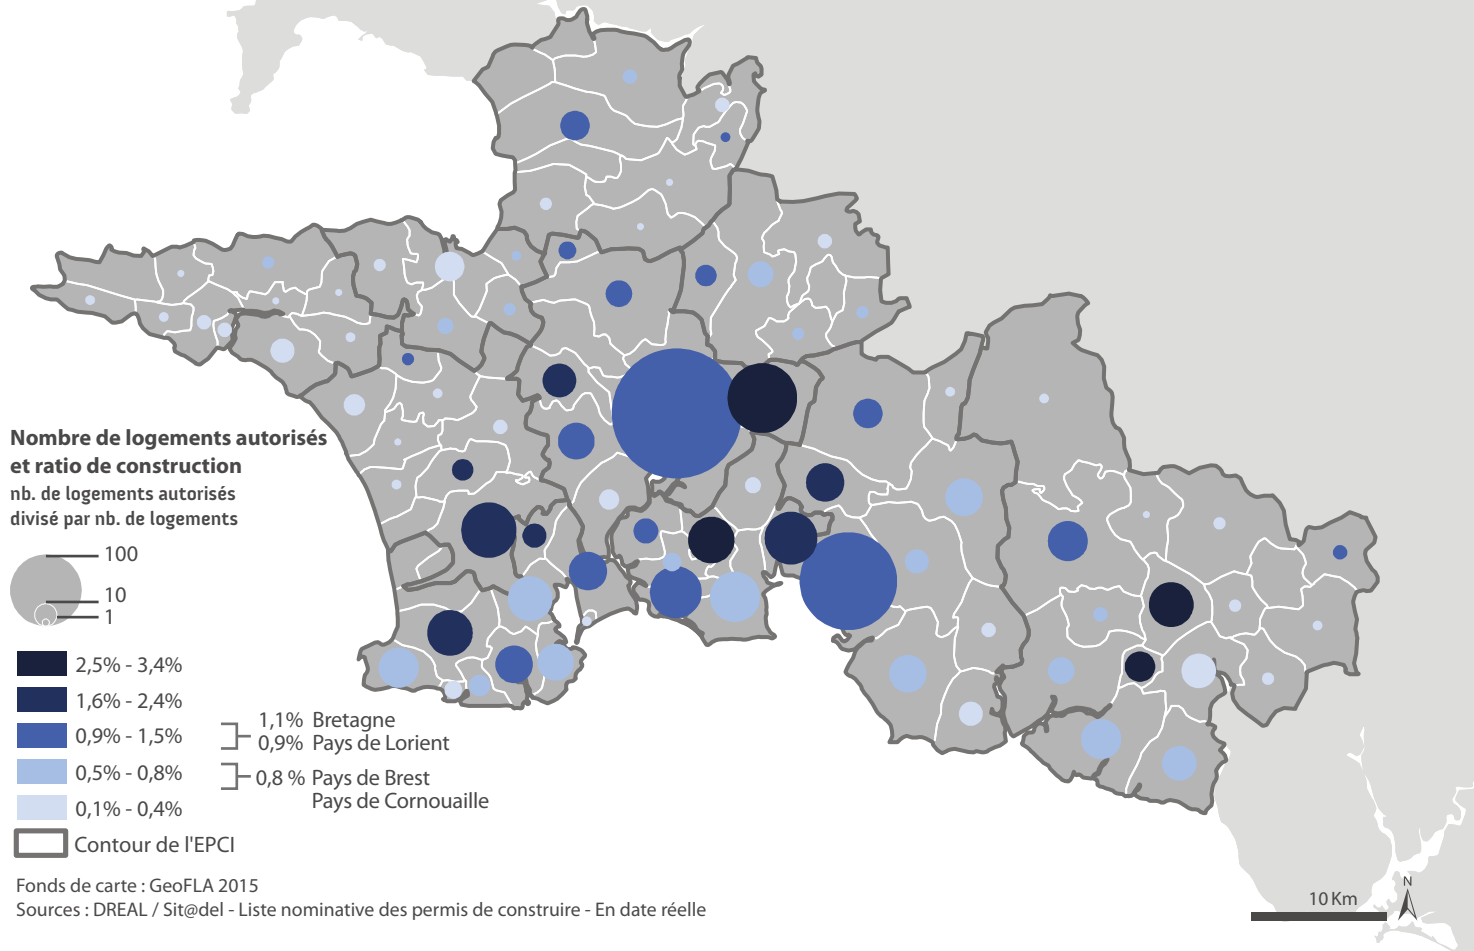 Nombre de logements autorisés
et ratio de construction
nb. de logements autorisés
divisé par nb. de logements
100
10
1
2,5% - 3,4%
1,6% - 2,4%
0,9% - 1,5%
1,1% Bretagne
0,9% Pays de Lorient
0,5% - 0,8%
0,8 % Pays de Brest
Pays de Cornouaille
0,1% - 0,4%
Contour de l'EPCI
Fonds de carte : GeoFLA 2015
Sources : DREAL / Sit@del - Liste nominative des permis de construire - En date réelle
10 Km
N